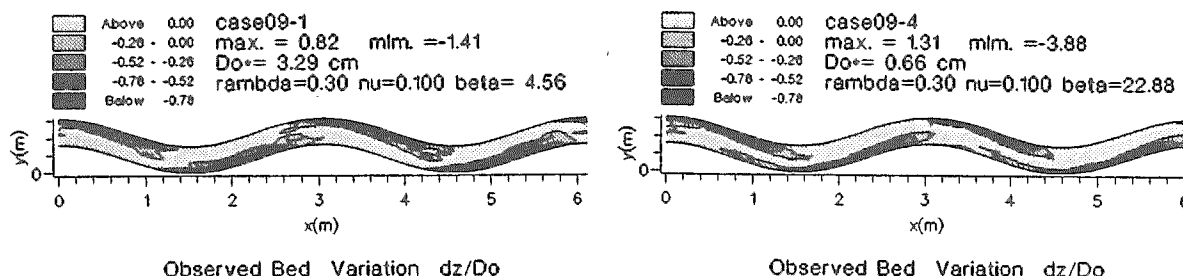 Above 0.00 case09-1
-0.26 - 0.00 max. = 0.82 mim. =-1.41
-0.52 - -0.26 Do*= 3.29 cm
-0.78 - -0.52 rambda=0.30 nu=0.100 beta= 4.56
Below -0.78
y(m)
0
0 1 2 3 4 5 6
x(m)
Observed Bed Variation dz/Do
Above 0.00 case09-4
-0.26 - 0.00 max. = 1.31 mim. =-3.88
-0.52 - -0.26 Do*= 0.66 cm
-0.78 - -0.52 rambda=0.30 nu=0.100 beta=22.88
Below -0.78
y(m)
0
0 1 2 3 4 5 6
x(m)
Observed Bed Variation dz/Do